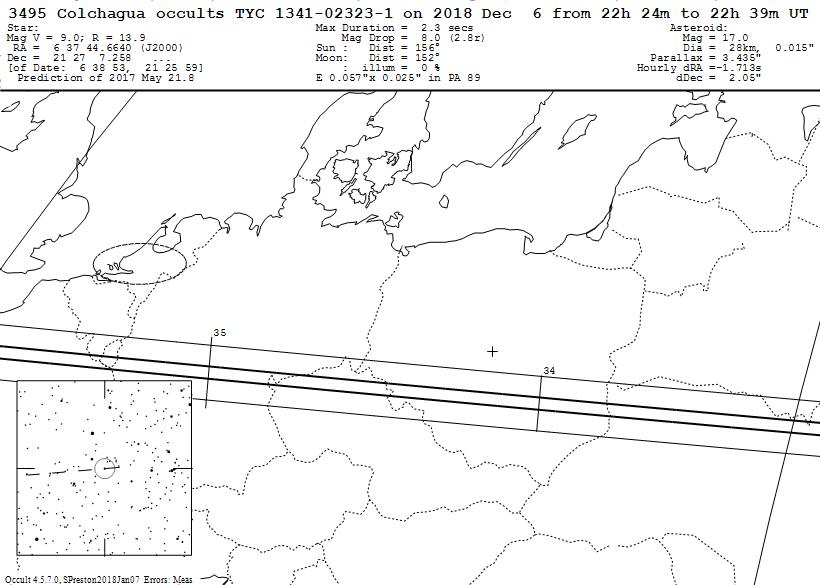 3495 Colchagua occults TYC 1341-02323-1 on 2018 Dec 6 from 22h 24m to 22h 39m UT
Star:
Mag V = 9.0; R = 13.9
RA = 6 37 44.6640 (J2000)
Dec = 21 27 7.258 ...
[of Date: 6 38 53, 21 25 59]
Prediction of 2017 May 21.8
Max Duration = 2.3 secs
Mag Drop = 8.0 (2.8r)
Sun : Dist = 156°
Moon: Dist = 152°
: illum = 0 %
E 0.057"x 0.025" in PA 89
Asteroid:
Mag = 17.0
Dia = 28km, 0.015"
Parallax = 3.435"
Hourly dRA =-1.713s
dDec = 2.05"
35
34
Occult 4.5.7.0, SPreston2018Jan07 Errors: Meas